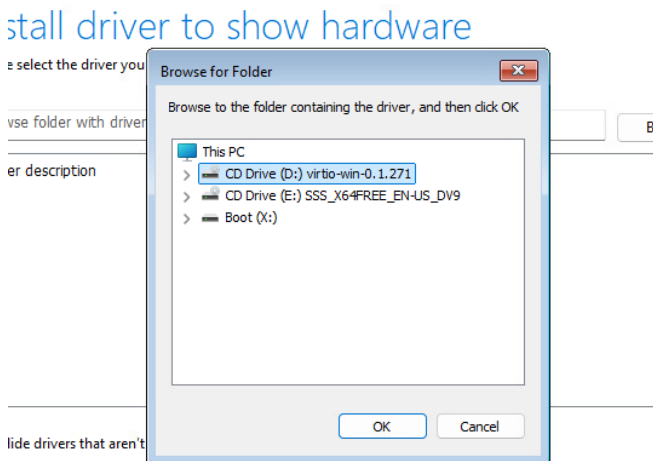 stall driver to show hardware
e select the driver you
Browse for Folder
Browse to the folder containing the driver, and then click OK
wse folder with driver
B
er description
This PC
CD Drive (D:) virtio-win-0.1.271
CD Drive (E:) SSS_X64FREE_EN-US_DV9
Boot (X:)
OK
Cancel
lide drivers that aren't